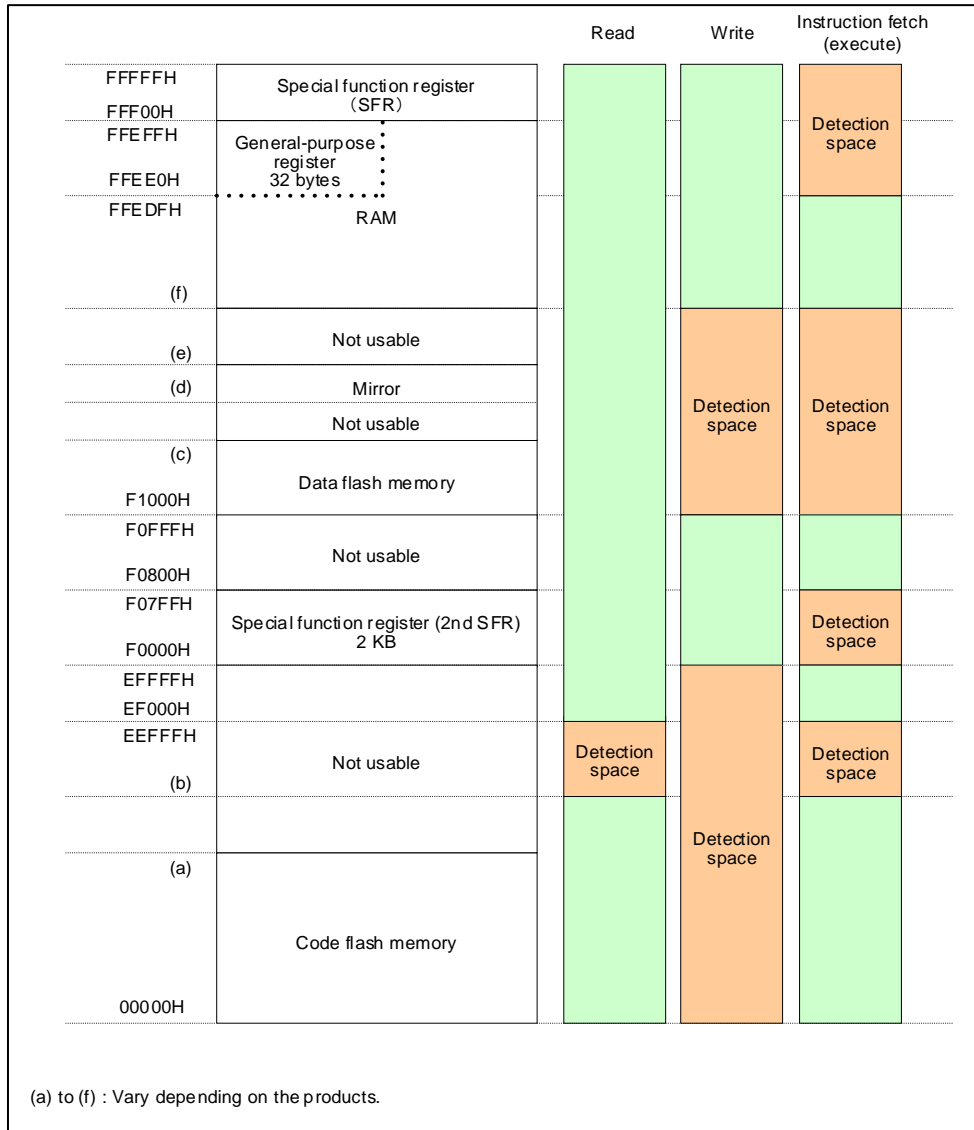 Read
Write
Instruction fetch
(execute)
FFFFFH
Special function register
(SFR)
FFF00H
FFEFFH
General-purpose
register
32 bytes
Detection
space
FFEE0H
FFEDFH
RAM
(f)
Not usable
(e)
(d)
Mirror
Not usable
Detection
space
Detection
space
(c)
Data flash memory
F1000H
F0FFFH
Not usable
F0800H
F07FFH
Special function register (2nd SFR)
2 KB
Detection
space
F0000H
EFFFFH
EF000H
EEFFFH
Not usable
Detection
space
Detection
space
(b)
Detection
space
(a)
Code flash memory
00000H
(a) to (f) : Vary depending on the products.